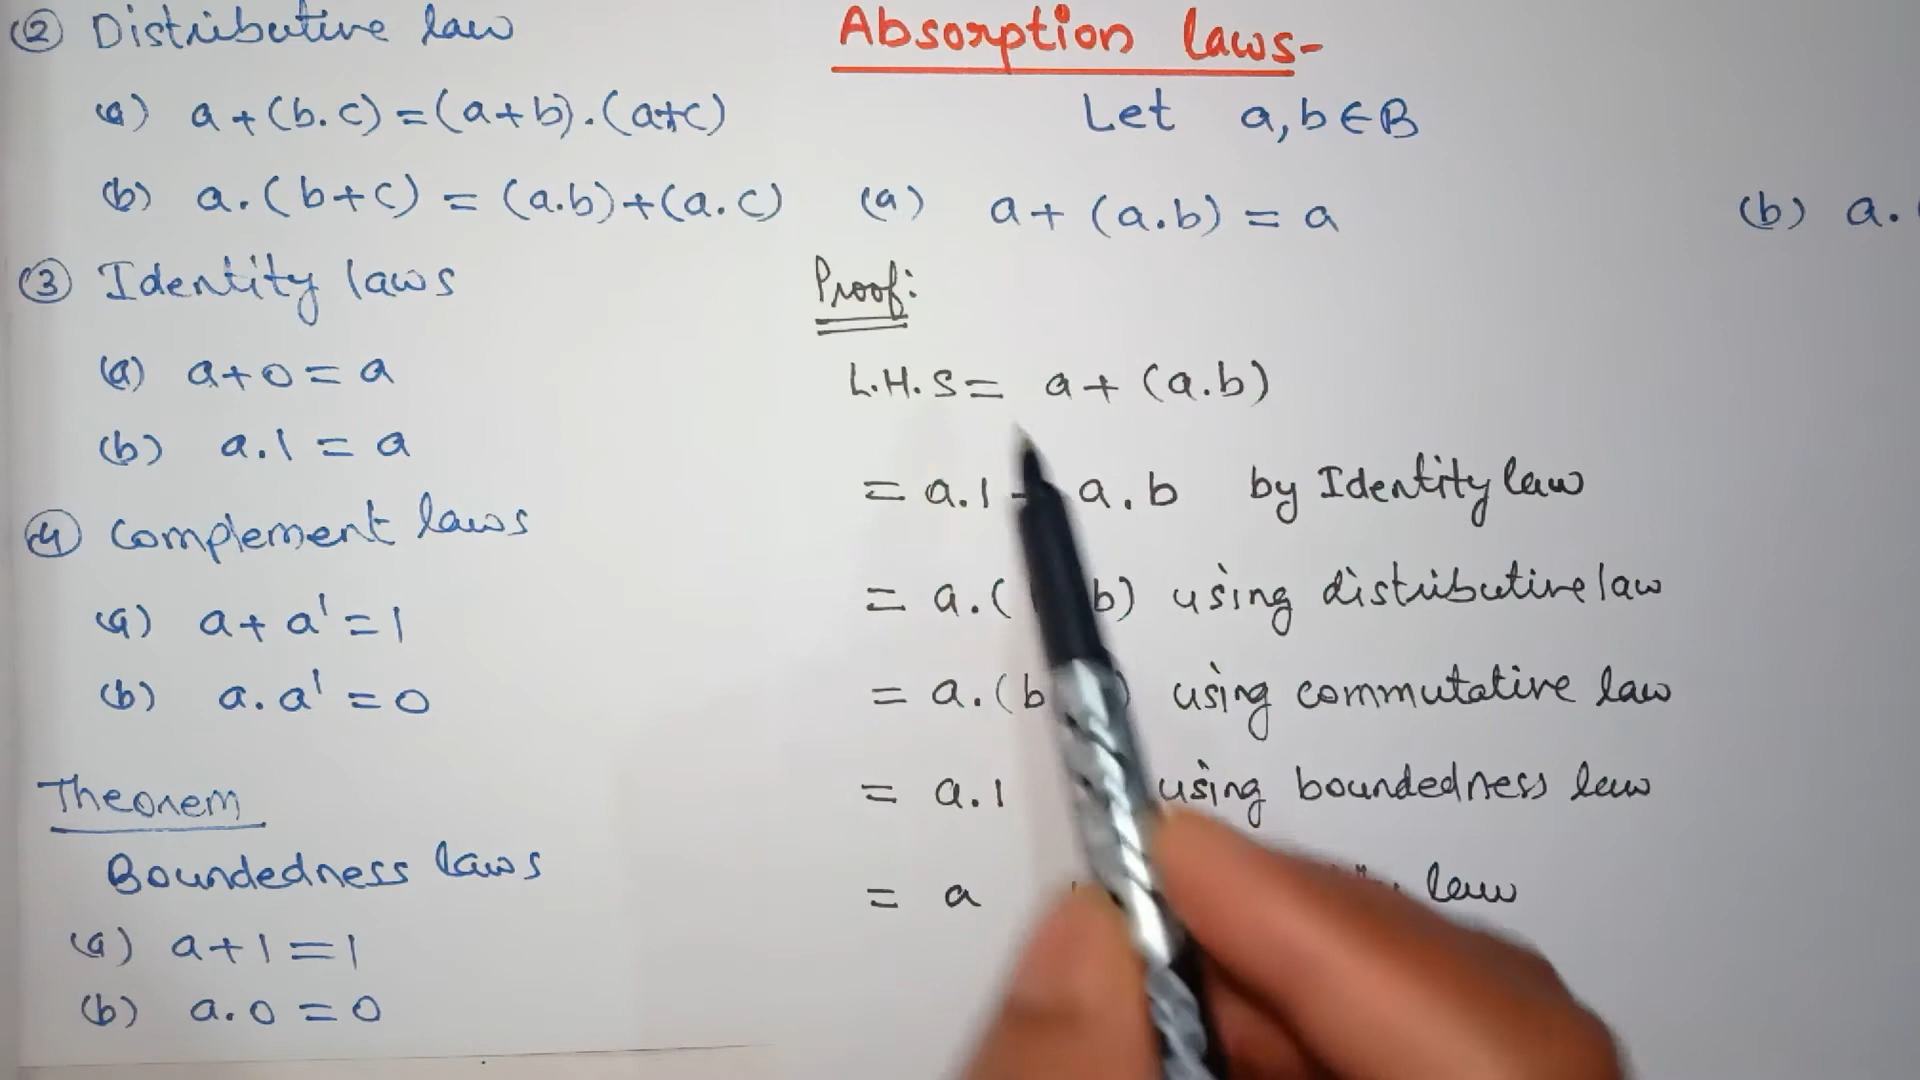 ② Distributive law
(a) a+(b.c)=(a+b).(a+c)
(b) a.(b+c) = (a.b)+(a.c)
③ Identity laws
(a) a+0=a
(b) a.1=a
④ Complement laws
(a) a+a'=1
(b) a.a'=0
Theorem
Boundedness laws
(a) a+1=1
(b) a.0=0
Absorption laws-
Let a,b∈B
(a) a+(a.b)=a
(b) a.
Proof:
L.H.S= a+(a.b)
= a.1 a.b by Identity law
= a.( b) using distributive law
= a.(b ) using commutative law
= a.1 using boundedness law
= a law